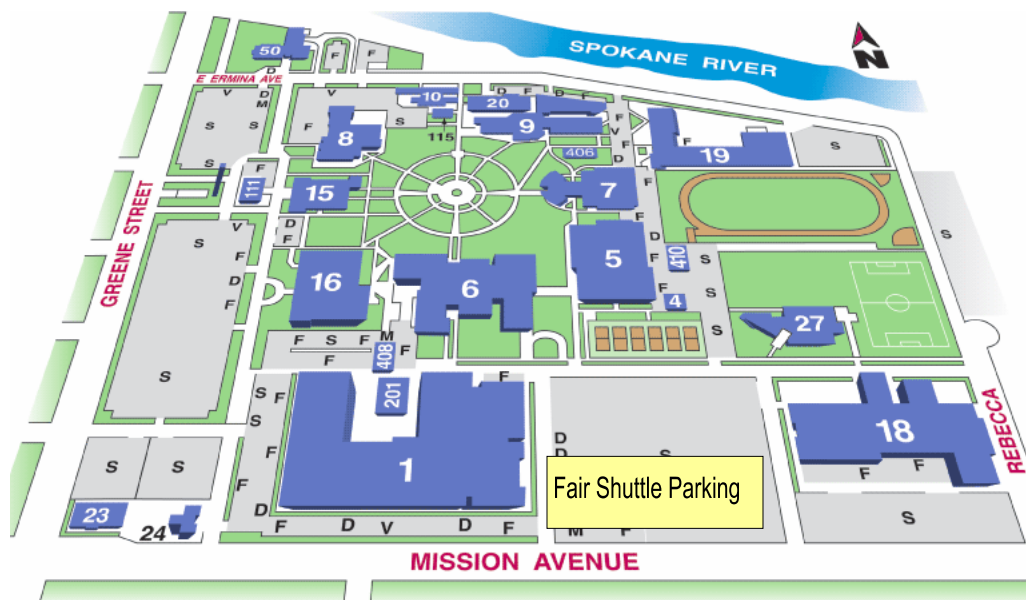 SPOKANE RIVER
N
50
F
F
D
E ERMINA AVE
V
D
M
V
10
20
D
F
D
F
S
S
F
8
S
115
9
F
V
F
19
F
S
S
F
406
D
111
15
7
F
GREENE STREET
D
F
F
S
V
F
D
F
16
6
5
D
F
410
S
S
F
4
S
S
27
S
F
S
F
M
F
F
408
S
F
S
F
F
D
201
1
F
D
D
S
18
F
F
REBECCA
S
S
23
24
Fair Shuttle Parking
F
D
V
D
F
M
F
S
MISSION AVENUE